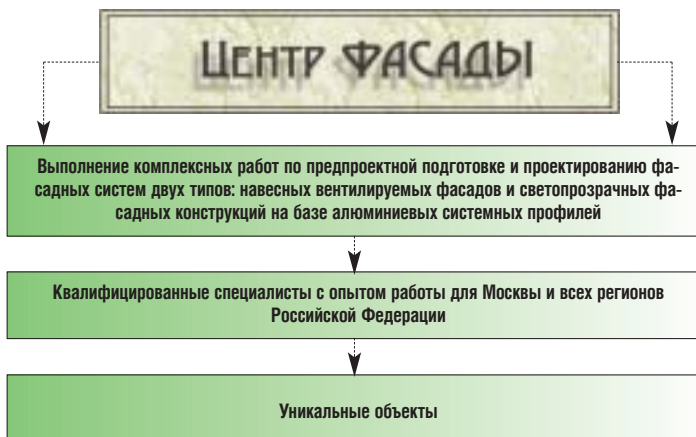 ЦЕНТР ФАСАДЫ
Выполнение комплексных работ по предпроектной подготовке и проектированию фа-
садных систем двух типов: навесных вентилируемых фасадов и светопрозрачных фа-
садных конструкций на базе алюминиевых системных профилей
Квалифицированные специалисты с опытом работы для Москвы и всех регионов
Российской Федерации
Уникальные объекты